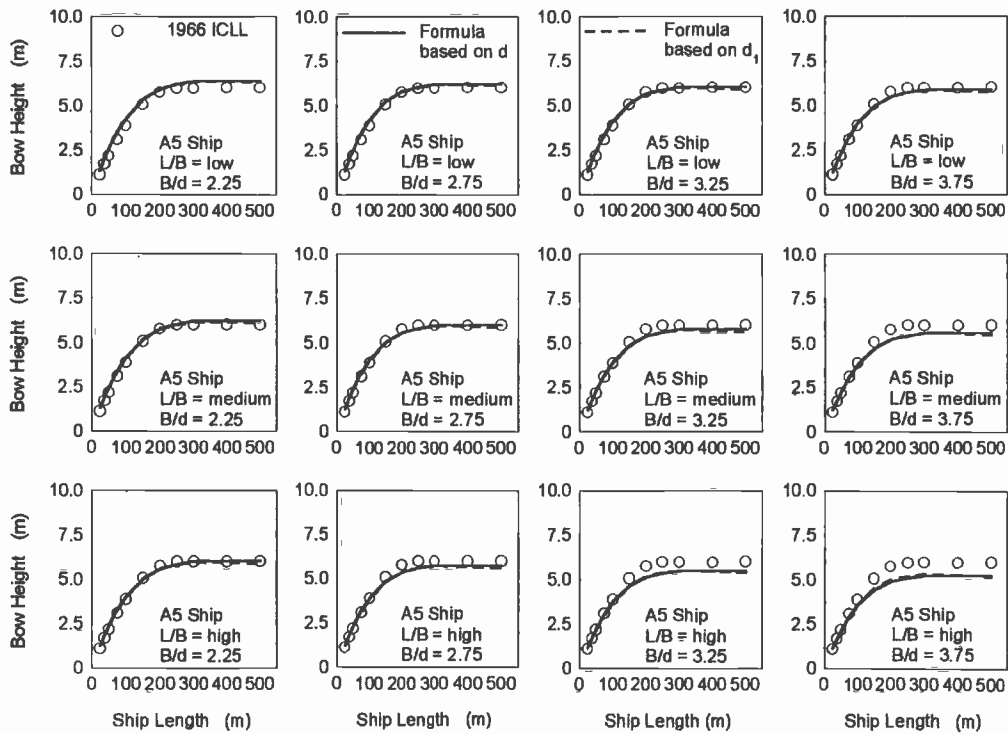 Bow Height (m)
10.0
7.5
5.0
2.5
0
1966 ICLL
A5 Ship
L/B = low
B/d = 2.25
0 100 200 300 400 500
10.0
7.5
5.0
2.5
0
Formula
based on d
A5 Ship
L/B = low
B/d = 2.75
0 100 200 300 400 500
10.0
7.5
5.0
2.5
0
Formula
based on d1
A5 Ship
L/B = low
B/d = 3.25
0 100 200 300 400 500
10.0
7.5
5.0
2.5
0
A5 Ship
L/B = low
B/d = 3.75
0 100 200 300 400 500
Bow Height (m)
10.0
7.5
5.0
2.5
0
A5 Ship
L/B = medium
B/d = 2.25
0 100 200 300 400 500
10.0
7.5
5.0
2.5
0
A5 Ship
L/B = medium
B/d = 2.75
0 100 200 300 400 500
10.0
7.5
5.0
2.5
0
A5 Ship
L/B = medium
B/d = 3.25
0 100 200 300 400 500
10.0
7.5
5.0
2.5
0
A5 Ship
L/B = medium
B/d = 3.75
0 100 200 300 400 500
Bow Height (m)
10.0
7.5
5.0
2.5
0
A5 Ship
L/B = high
B/d = 2.25
0 100 200 300 400 500
Ship Length (m)
10.0
7.5
5.0
2.5
0
A5 Ship
L/B = high
B/d = 2.75
0 100 200 300 400 500
Ship Length (m)
10.0
7.5
5.0
2.5
0
A5 Ship
L/B = high
B/d = 3.25
0 100 200 300 400 500
Ship Length (m)
10.0
7.5
5.0
2.5
0
A5 Ship
L/B = high
B/d = 3.75
0 100 200 300 400 500
Ship Length (m)